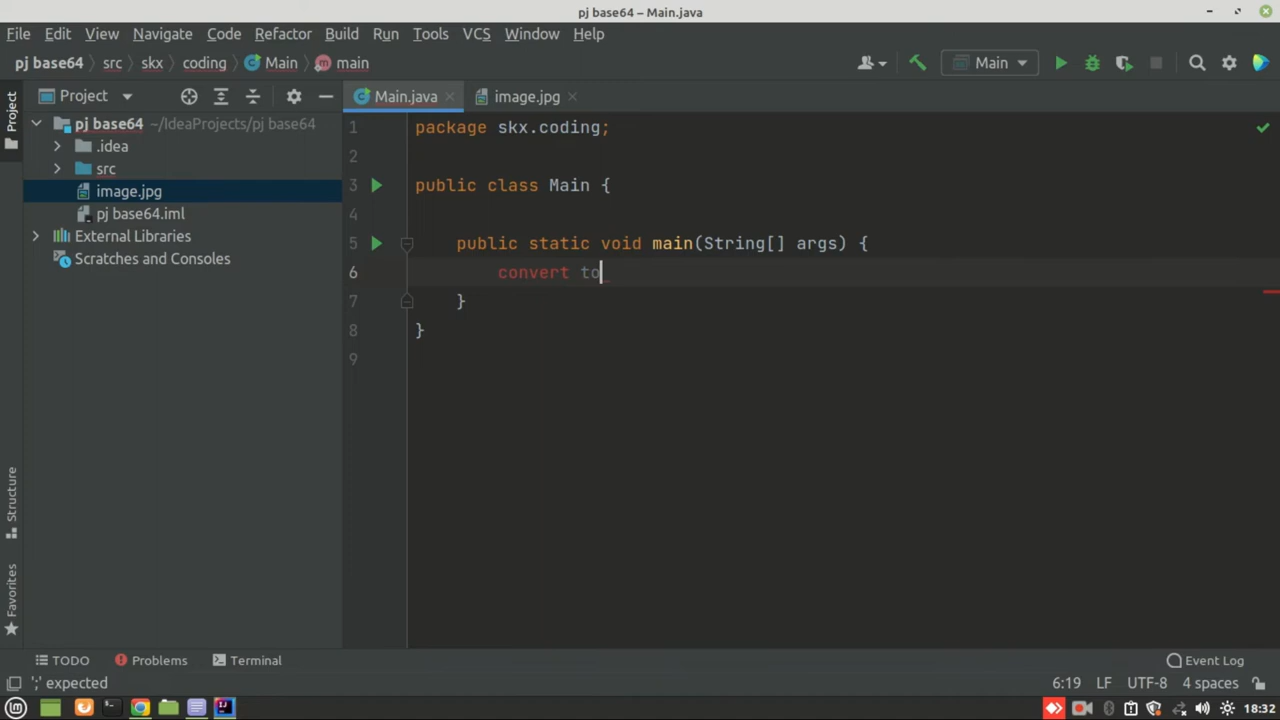 pj base64 – Main.java
File Edit View Navigate Code Refactor Build Run Tools VCS Window Help
pj base64 src skx coding Main main Main
Project
Project
Main.java
image.jpg
pj base64 ~/IdeaProjects/pj base64
.idea
src
image.jpg
pj base64.iml
External Libraries
Scratches and Consoles
1 package skx.coding;
2
3 public class Main {
4
5 public static void main(String[] args) {
6 convert to
7 }
8 }
9
Structure
Favorites
TODO Problems Terminal Event Log
';' expected 6:19 LF UTF-8 4 spaces
18:32